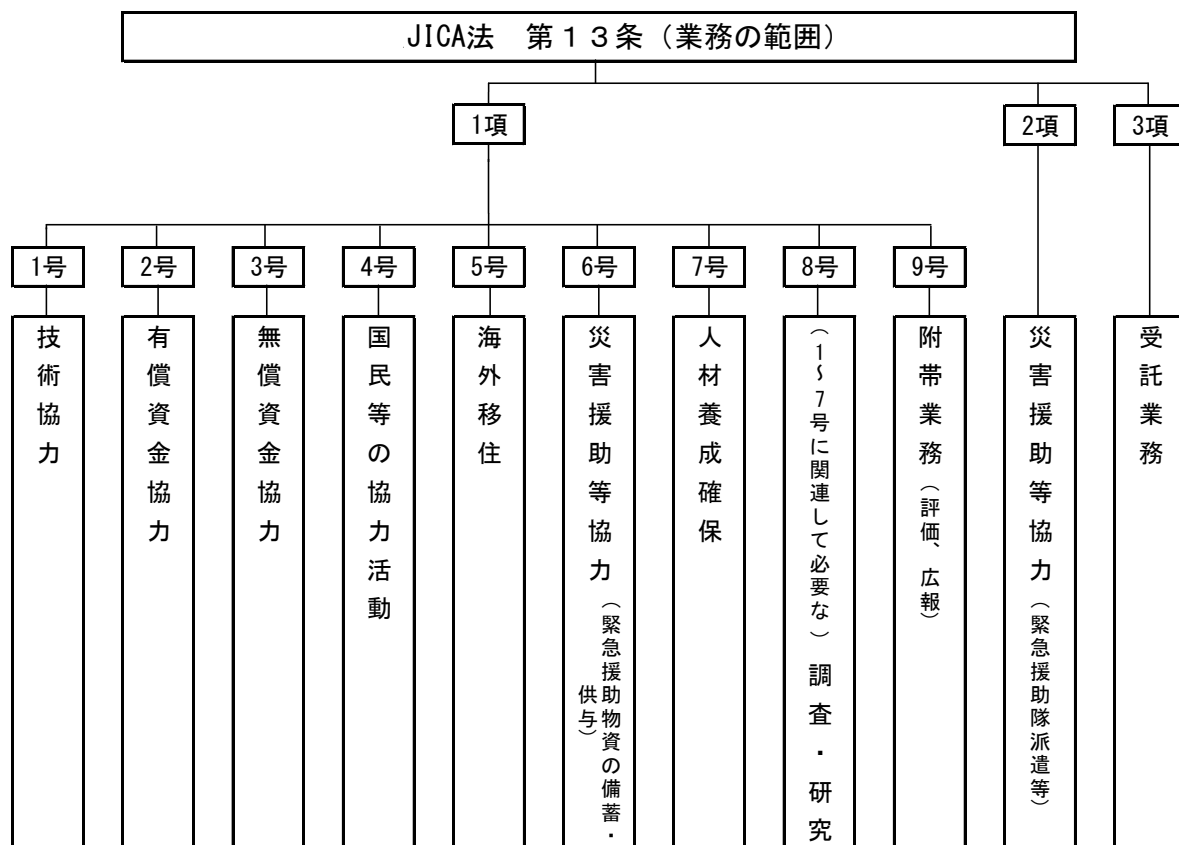 JICA法 第１３条（業務の範囲）
1項
2項
3項
1号
2号
3号
4号
5号
6号
7号
8号
9号
技術協力
有償資金協力
無償資金協力
国民等の協力活動
海外移住
災害援助等協力（緊急援助物資の備蓄・
供与）
人材養成確保
（1～7号に関連して必要な）調査・研究
附帯業務（評価、広報）
災害援助等協力（緊急援助隊派遣等）
受託業務